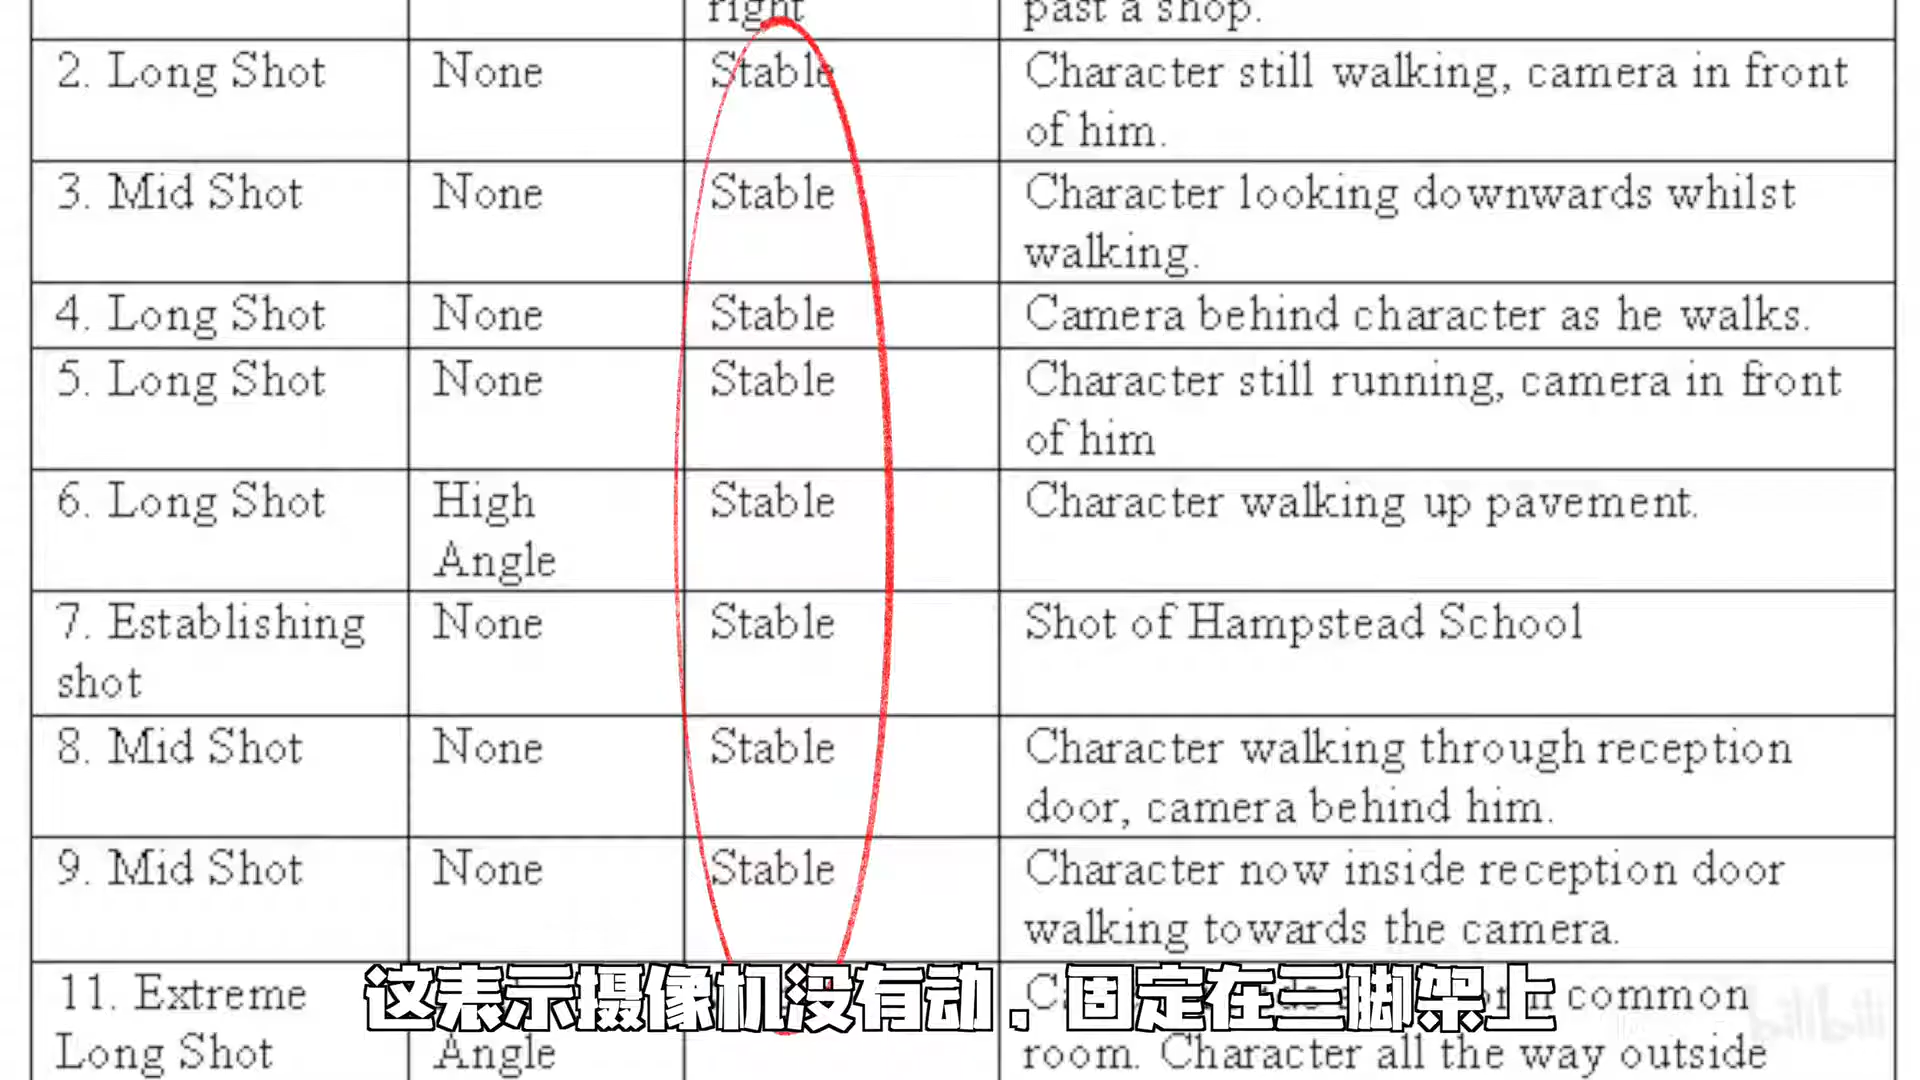 right
past a shop.
2. Long Shot
None
Stable
Character still walking, camera in front
of him.
3. Mid Shot
None
Stable
Character looking downwards whilst
walking.
4. Long Shot
None
Stable
Camera behind character as he walks.
5. Long Shot
None
Stable
Character still running, camera in front
of him
6. Long Shot
High
Angle
Stable
Character walking up pavement.
7. Establishing
shot
None
Stable
Shot of Hampstead School
8. Mid Shot
None
Stable
Character walking through reception
door, camera behind him.
9. Mid Shot
None
Stable
Character now inside reception door
walking towards the camera.
11. Extreme
Long Shot
Angle
common
room. Character all the way outside
这表示摄像机没有动，固定在三脚架上
bilibili